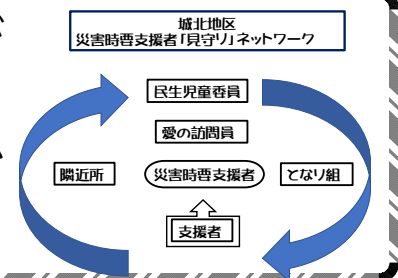 城北地区
災害時要支援者「見守り」ネットワーク
民生児童委員
愛の訪問員
隣近所
災害時要支援者
となり組
支援者